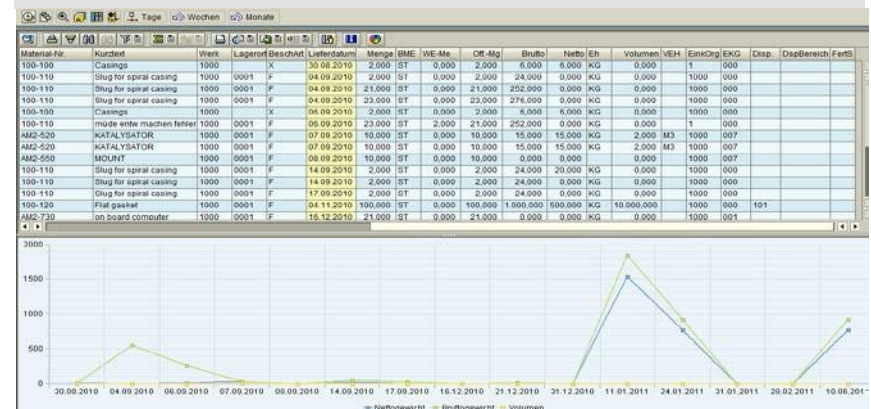 Tage Wochen Monate
Material-Nr. Kurztext Werk Lagerort BeschArt Lieferdatum Menge BME WE-Me_ Off.-Mg Brutto Netto Eh Volumen VEH EinkOrg EKG Disp. DspBereich FertS
100-100 Casings 1000 X 30.08.2010 2,000 ST 0,000 2,000 6,000 6,000 KG 0,000 1 000
100-110 Slug for spiral casing 1000 0001 F 04.09.2010 2,000 ST 0,000 2,000 24,000 0,000 KG 0,000 1000 000
100-110 Slug for spiral casing 1000 0001 F 04.09.2010 21,000 ST 0,000 21,000 252,000 0,000 KG 0,000 1000 000
100-110 Slug for spiral casing 1000 0001 F 04.09.2010 23,000 ST 0,000 23,000 276,000 0,000 KG 0,000 1000 000
100-100 Casings 1000 X 06.09.2010 2,000 ST 0,000 2,000 6,000 6,000 KG 0,000 1000 000
100-110 müde entw machen fehler 1000 0001 F 06.09.2010 23,000 ST 2,000 21,000 252,000 0,000 KG 0,000 1 000
AM2-520 KATALYSATOR 1000 0001 F 07.09.2010 10,000 ST 0,000 10,000 15,000 15,000 KG 2,000 M3 1000 007
AM2-520 KATALYSATOR 1000 0001 F 07.09.2010 10,000 ST 0,000 10,000 15,000 15,000 KG 2,000 M3 1000 007
AM2-550 MOUNT 1000 0001 F 08.09.2010 10,000 ST 0,000 10,000 0,000 0,000 KG 0,000 1000 007
100-110 Slug for spiral casing 1000 0001 F 14.09.2010 2,000 ST 0,000 2,000 24,000 20,000 KG 0,000 1000 000
100-110 Slug for spiral casing 1000 0001 F 14.09.2010 2,000 ST 0,000 2,000 24,000 0,000 KG 0,000 1000 000
100-110 Slug for spiral casing 1000 0001 F 17.09.2010 2,000 ST 0,000 2,000 24,000 0,000 KG 0,000 1000 000
100-120 Flat gasket 1000 0001 F 04.11.2010 100,000 ST 0,000 100,000 1.000,000 500,000 KG 10.000,000 1000 000 101
AM2-730 on board computer 1000 0001 F 16.12.2010 21,000 ST 0,000 21,000 0,000 0,000 KG 0,000 1000 001
2000
1500
1000
500
0
30.08.2010 04.09.2010 06.09.2010 07.09.2010 08.09.2010 14.09.2010 17.09.2010 16.12.2010 21.12.2010 31.12.2010 11.01.2011 24.01.2011 31.01.2011 20.02.2011 10.06.201
Nettogewicht Bruttogewicht Volumen